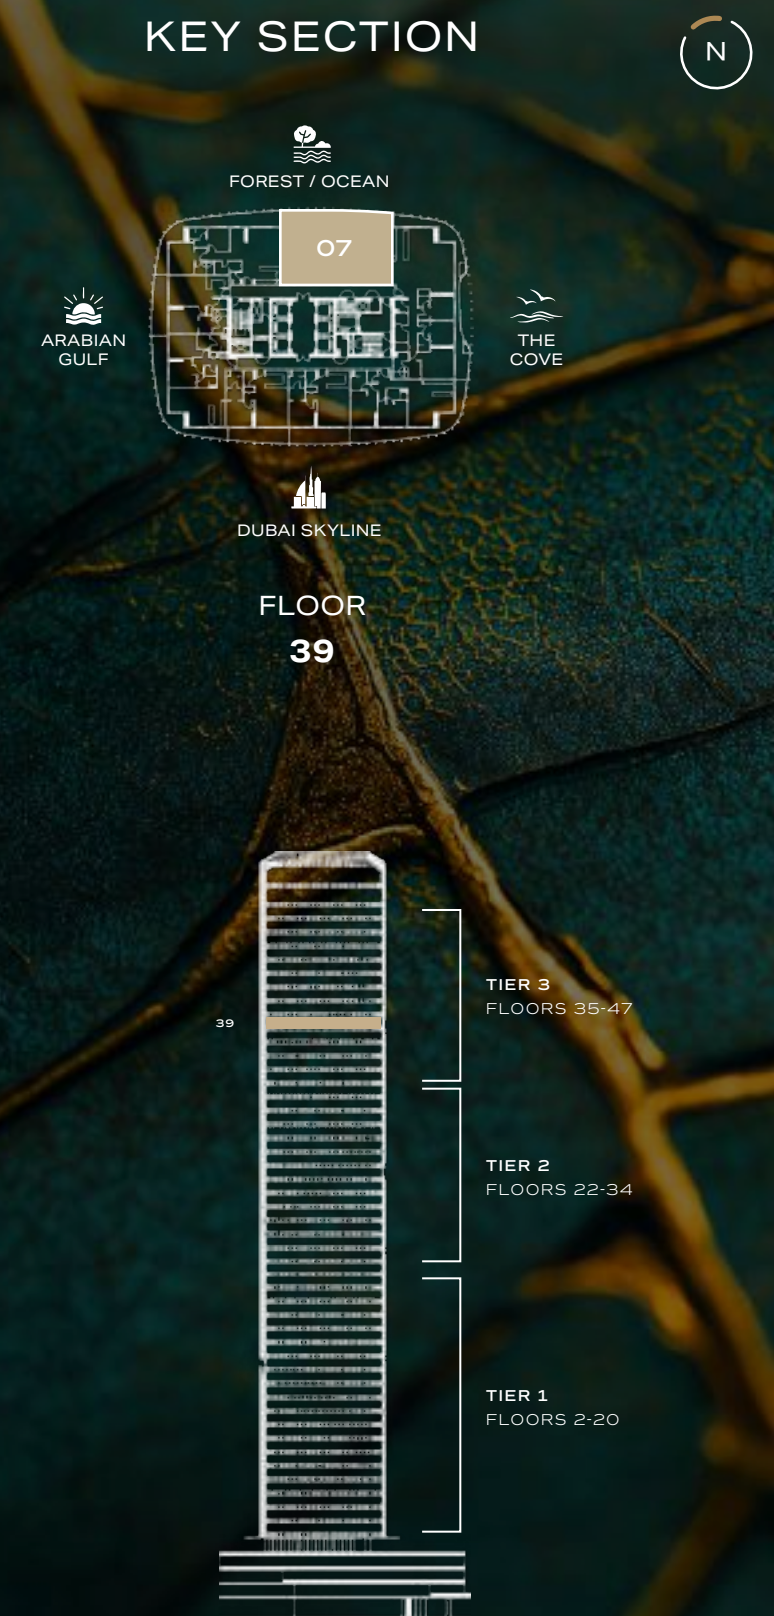 KEY SECTION
N
FOREST / OCEAN
07
ARABIAN
GULF
THE
COVE
DUBAI SKYLINE
FLOOR
39
TIER 3
FLOORS 35-47
39
TIER 2
FLOORS 22-34
TIER 1
FLOORS 2-20